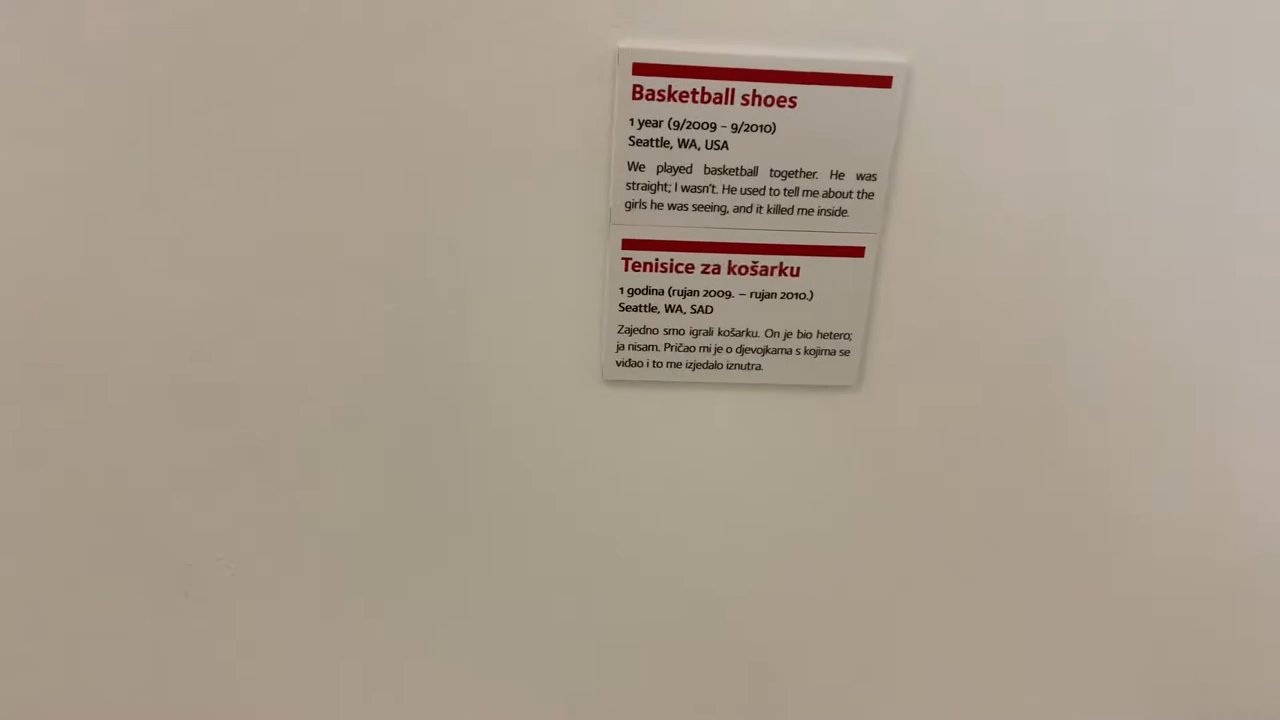 Basketball shoes
1 year (9/2009 – 9/2010)
Seattle, WA, USA
We played basketball together. He was
straight; I wasn't. He used to tell me about the
girls he was seeing, and it killed me inside.
Tenisice za košarku
1 godina (rujan 2009. – rujan 2010.)
Seattle, WA, SAD
Zajedno smo igrali košarku. On je bio hetero;
ja nisam. Pričao mi je o djevojkama s kojima se
viđao i to me izjedalo iznutra.